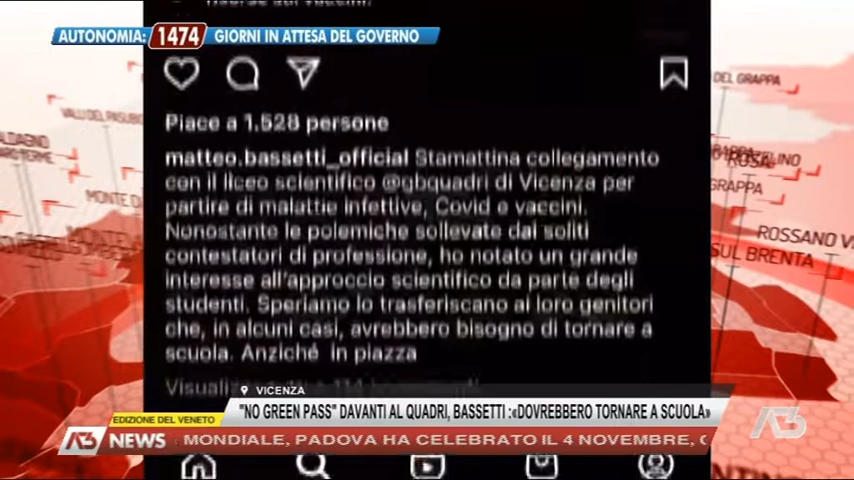 AUTONOMIA: 1474 GIORNI IN ATTESA DEL GOVERNO
DEL GRAPPA
VALLI DEL PASUBIO
MONTE DI
GRAPPA
ROSSANO V
SUL BRENTA
Piace a 1.528 persone
matteo.bassetti_official Stamattina collegamento
con il liceo scientifico @gbquadri di Vicenza per
partire di malattie infettive, Covid e vaccini.
Nonostante le polemiche sollevate dai soliti
contestatori di professione, ho notato un grande
interesse all'approccio scientifico da parte degli
studenti. Speriamo lo trasferiscano ai loro genitori
che, in alcuni casi, avrebbero bisogno di tornare a
scuola. Anziché in piazza
VICENZA
"NO GREEN PASS" DAVANTI AL QUADRI, BASSETTI :«DOVREBBERO TORNARE A SCUOLA»
EDIZIONE DEL VENETO
A3 NEWS
MONDIALE, PADOVA HA CELEBRATO IL 4 NOVEMBRE,
A3